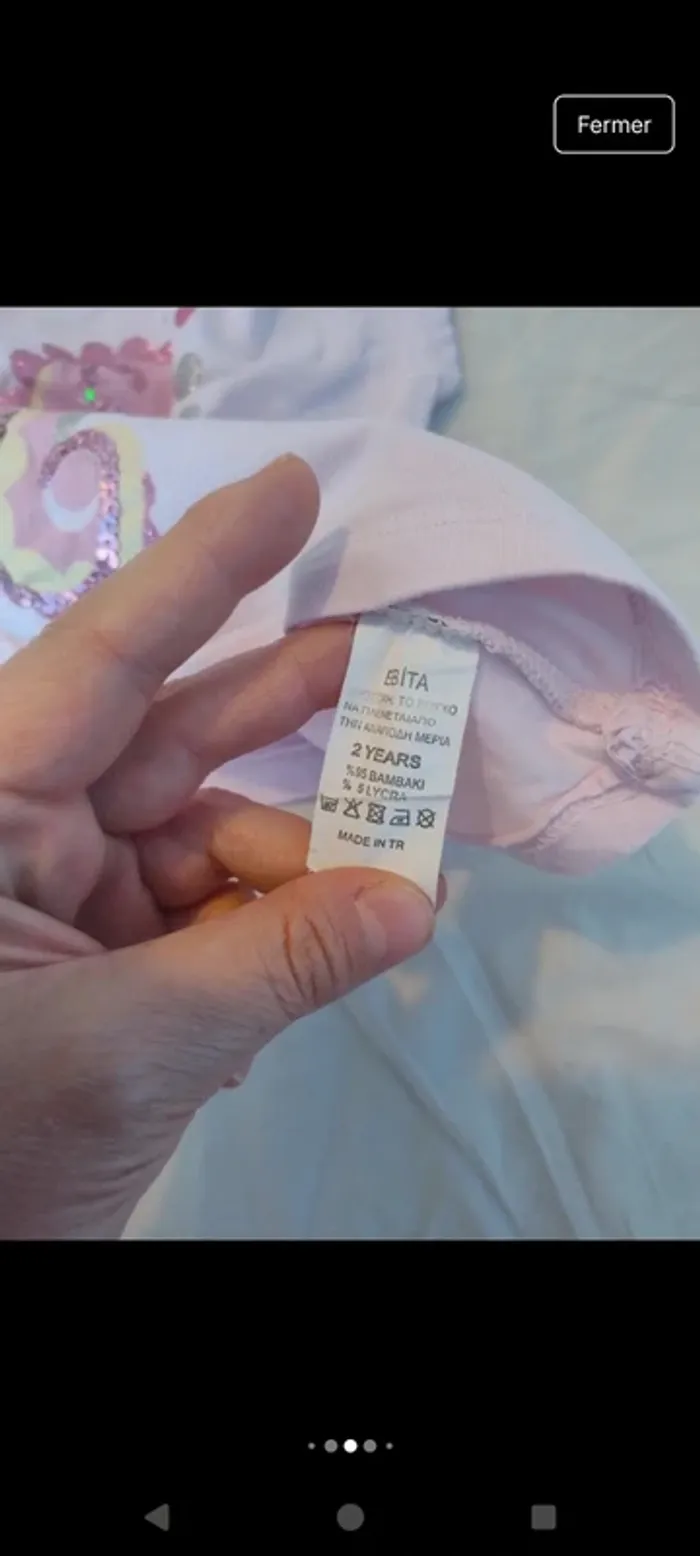 Fermer
BİTA
ΤΟ
ΝΑ ΠΛΕΝΕΤΑΙ ΑΠΟ
ΤΗΝ ΑΝΑΠΟΔΗ ΜΕΡΙΑ
2 YEARS
%95 BAMBAKI
% 5 LYCRA
MADE IN TR